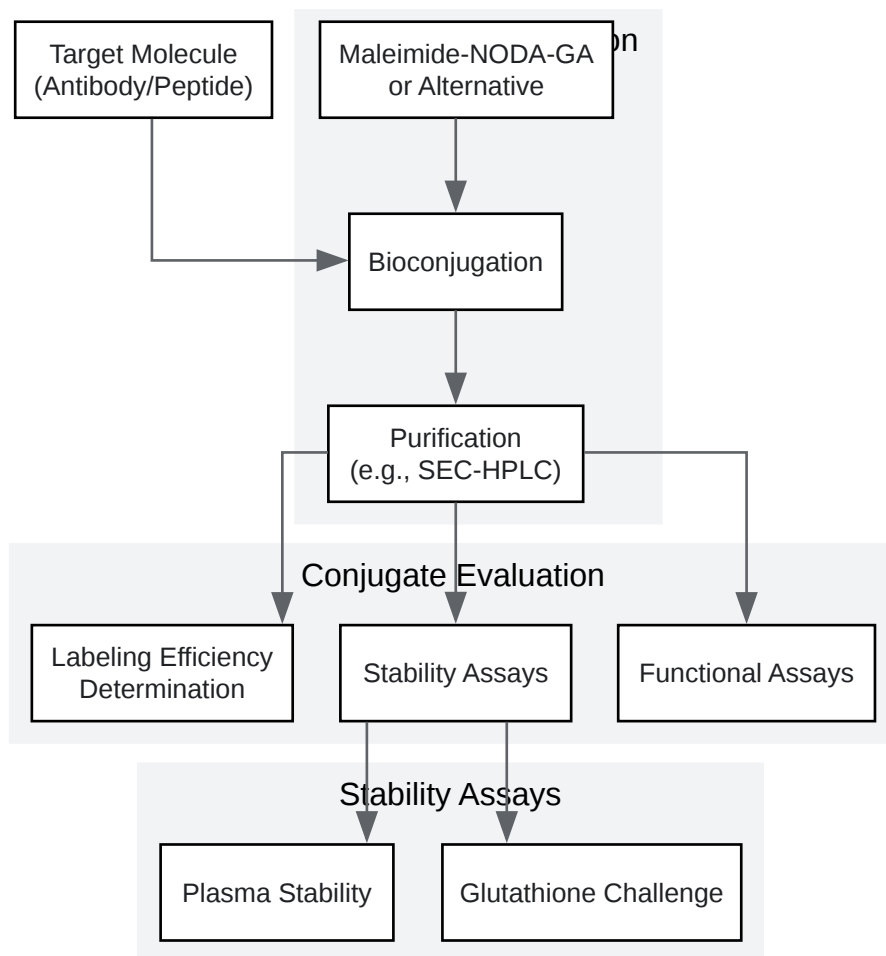 Target Molecule
(Antibody/Peptide)
Maleimide-NODA-GA
or Alternative
Bioconjugation
Purification
(e.g., SEC-HPLC)
Conjugate Evaluation
Labeling Efficiency
Determination
Stability Assays
Functional Assays
Stability Assays
Plasma Stability
Glutathione Challenge